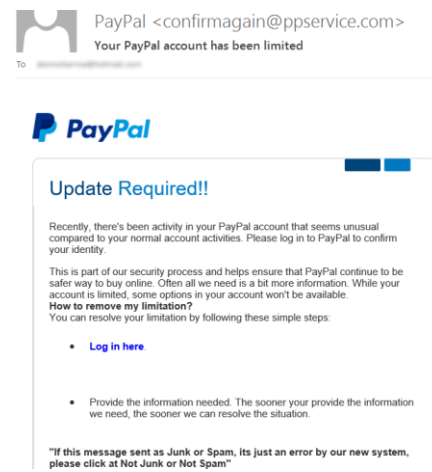 PayPal <confirmagain@ppservice.com>
Your PayPal account has been limited
To
PayPal
Update Required!!
Recently, there's been activity in your PayPal account that seems unusual
compared to your normal account activities. Please log in to PayPal to confirm
your identity.
This is part of our security process and helps ensure that PayPal continue to be
safer way to buy online. Often all we need is a bit more information. While your
account is limited, some options in your account won't be available.
How to remove my limitation?
You can resolve your limitation by following these simple steps:
• Log in here.
• Provide the information needed. The sooner your provide the information
we need, the sooner we can resolve the situation.
"If this message sent as Junk or Spam, its just an error by our new system,
please click at Not Junk or Not Spam"